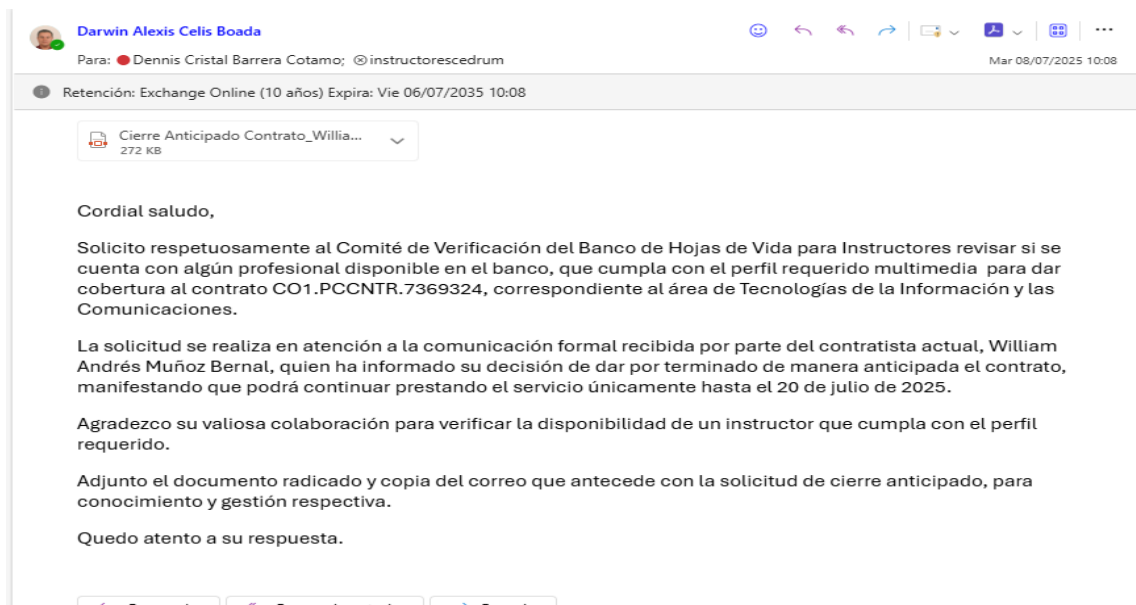 Darwin Alexis Celis Boada
Para: Dennis Cristal Barrera Cotamo; instructorescedrum
Mar 08/07/2025 10:08
Retención: Exchange Online (10 años) Expira: Vie 06/07/2035 10:08
Cierre Anticipado Contrato_Willia...
272 KB
Cordial saludo,
Solicito respetuosamente al Comité de Verificación del Banco de Hojas de Vida para Instructores revisar si se
cuenta con algún profesional disponible en el banco, que cumpla con el perfil requerido multimedia para dar
cobertura al contrato CO1.PCCNTR.7369324, correspondiente al área de Tecnologías de la Información y las
Comunicaciones.
La solicitud se realiza en atención a la comunicación formal recibida por parte del contratista actual, William
Andrés Muñoz Bernal, quien ha informado su decisión de dar por terminado de manera anticipada el contrato,
manifestando que podrá continuar prestando el servicio únicamente hasta el 20 de julio de 2025.
Agradezco su valiosa colaboración para verificar la disponibilidad de un instructor que cumpla con el perfil
requerido.
Adjunto el documento radicado y copia del correo que antecede con la solicitud de cierre anticipado, para
conocimiento y gestión respectiva.
Quedo atento a su respuesta.